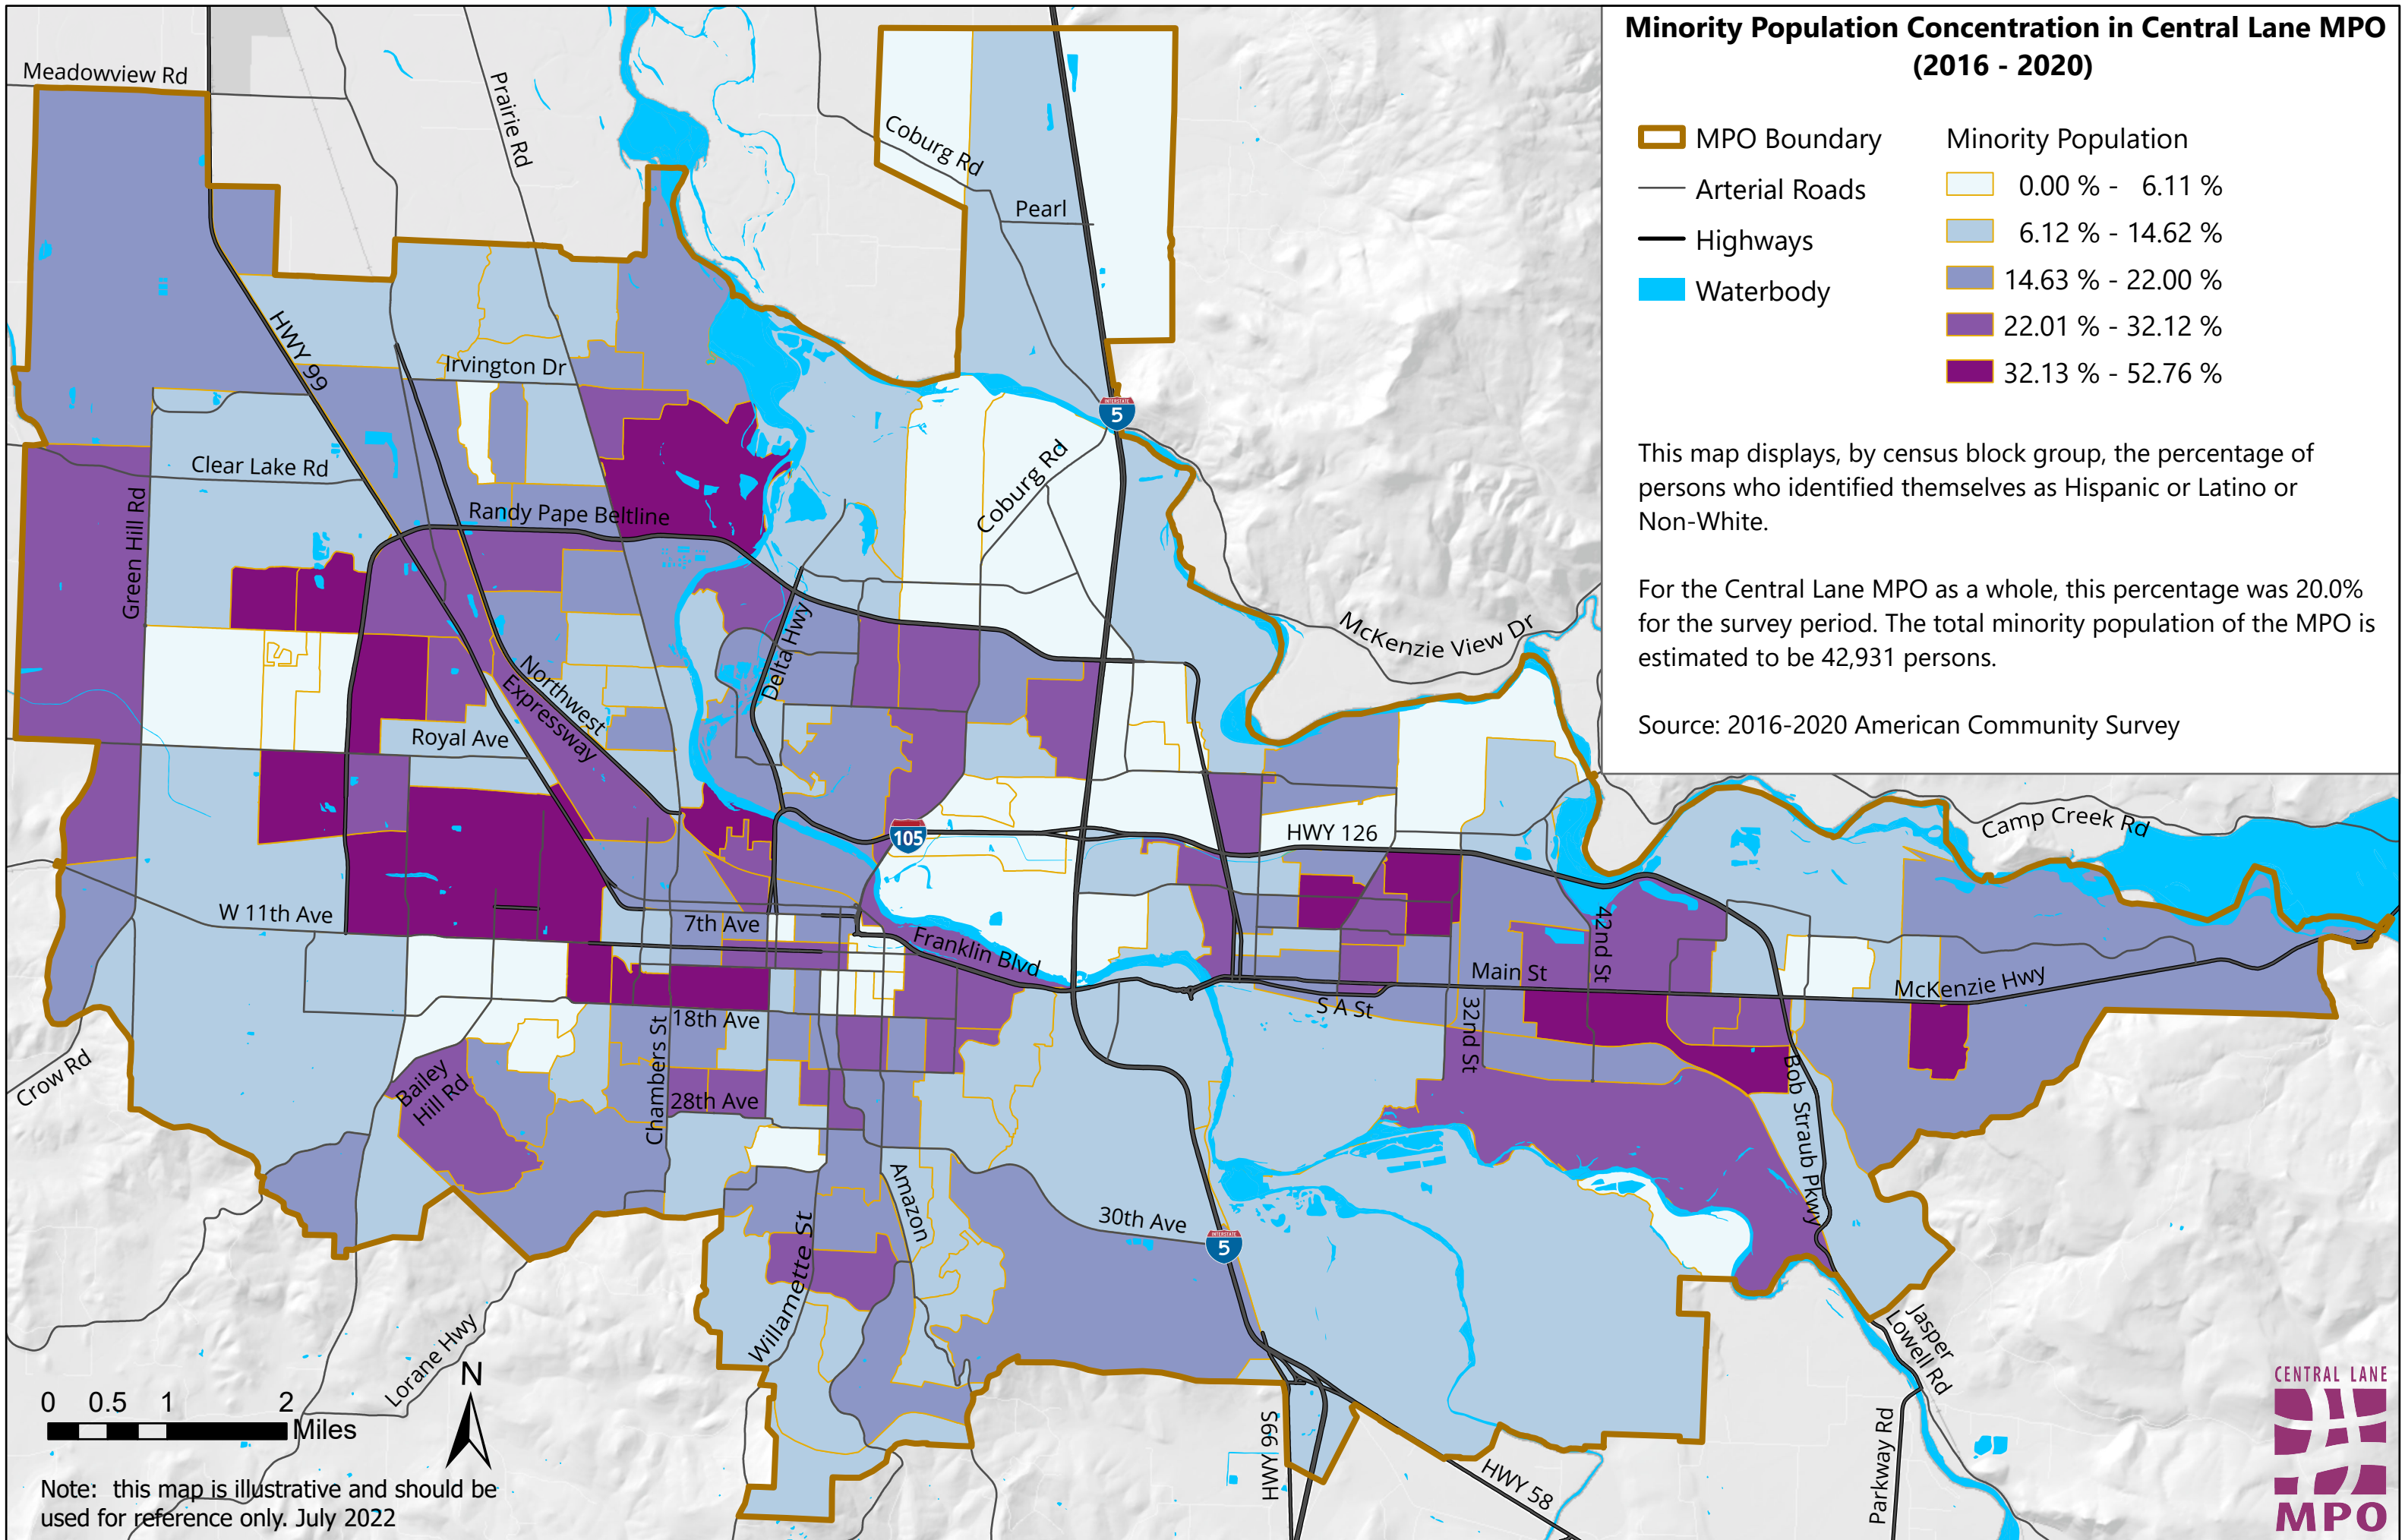 Minority Population Concentration in Central Lane MPO
(2016 - 2020)
MPO Boundary
Arterial Roads
Highways
Waterbody
Minority Population
0.00 % - 6.11 %
6.12 % - 14.62 %
14.63 % - 22.00 %
22.01 % - 32.12 %
32.13 % - 52.76 %
This map displays, by census block group, the percentage of
persons who identified themselves as Hispanic or Latino or
Non-White.
For the Central Lane MPO as a whole, this percentage was 20.0%
for the survey period. The total minority population of the MPO is
estimated to be 42,931 persons.
Source: 2016-2020 American Community Survey
Meadowview Rd
Prairie Rd
Coburg Rd
Pearl
HWY 99
Irvington Dr
INTERSTATE
5
Clear Lake Rd
Coburg Rd
Green Hill Rd
Randy Pape Beltline
McKenzie View Dr
Delta Hwy
Northwest
Expressway
Royal Ave
105
HWY 126
Camp Creek Rd
W 11th Ave
7th Ave
Franklin Blvd
42nd St
Main St
McKenzie Hwy
S A St
32nd St
18th Ave
Chambers St
Crow Rd
Bailey
Hill Rd
28th Ave
Bob Straub Pkwy
Amazon
30th Ave
INTERSTATE
5
Willamette St
Lorane Hwy
Jasper
Lowell Rd
HWY 99S
HWY 58
Parkway Rd
0 0.5 1 2
Miles
N
Note: this map is illustrative and should be
used for reference only. July 2022
CENTRAL LANE
MPO